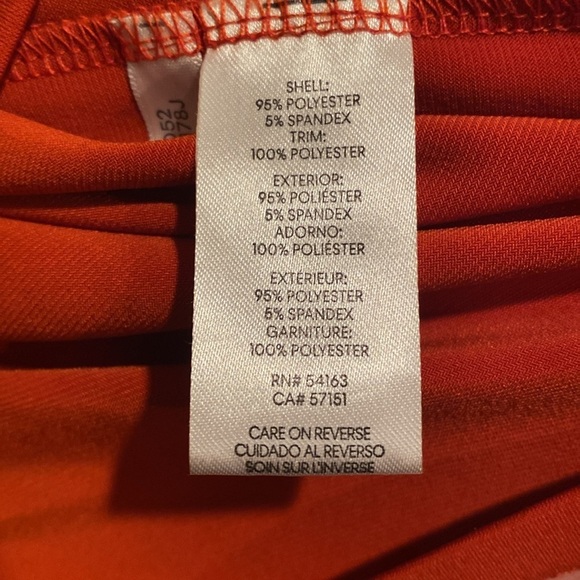 SHELL:
95% POLYESTER
5% SPANDEX
TRIM:
100% POLYESTER
EXTERIOR:
95% POLIÉSTER
5% SPANDEX
ADORNO:
100% POLIÉSTER
EXTÉRIEUR:
95% POLYESTER
5% SPANDEX
GARNITURE:
100% POLYESTER
RN# 54163
CA# 57151
CARE ON REVERSE
CUIDADO AL REVERSO
SOIN SUR L'INVERSE